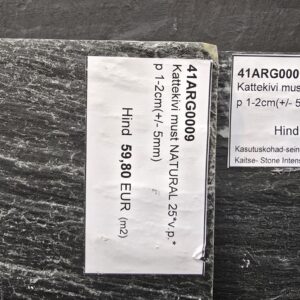 41ARG0009
Kattekivi must NATURAL 25*v.p.*
p 1-2cm(+/- 5mm)
Hind 59,80 EUR (m2)
41ARG000
Kattekivi mus
p 1-2cm(+/- 5
Hind
Kasutuskohad-sein
Kaitse- Stone Intens